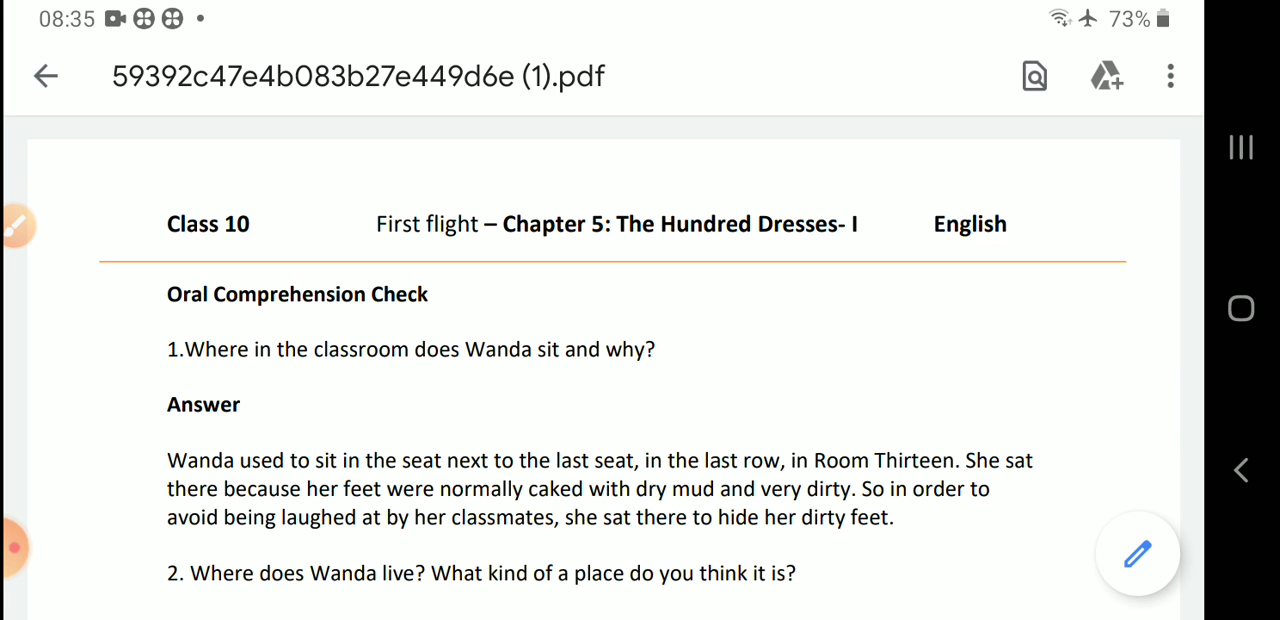 08:35 73%
59392c47e4b083b27e449d6e (1).pdf
Class 10 First flight – Chapter 5: The Hundred Dresses- I English
Oral Comprehension Check
1.Where in the classroom does Wanda sit and why?
Answer
Wanda used to sit in the seat next to the last seat, in the last row, in Room Thirteen. She sat
there because her feet were normally caked with dry mud and very dirty. So in order to
avoid being laughed at by her classmates, she sat there to hide her dirty feet.
2. Where does Wanda live? What kind of a place do you think it is?